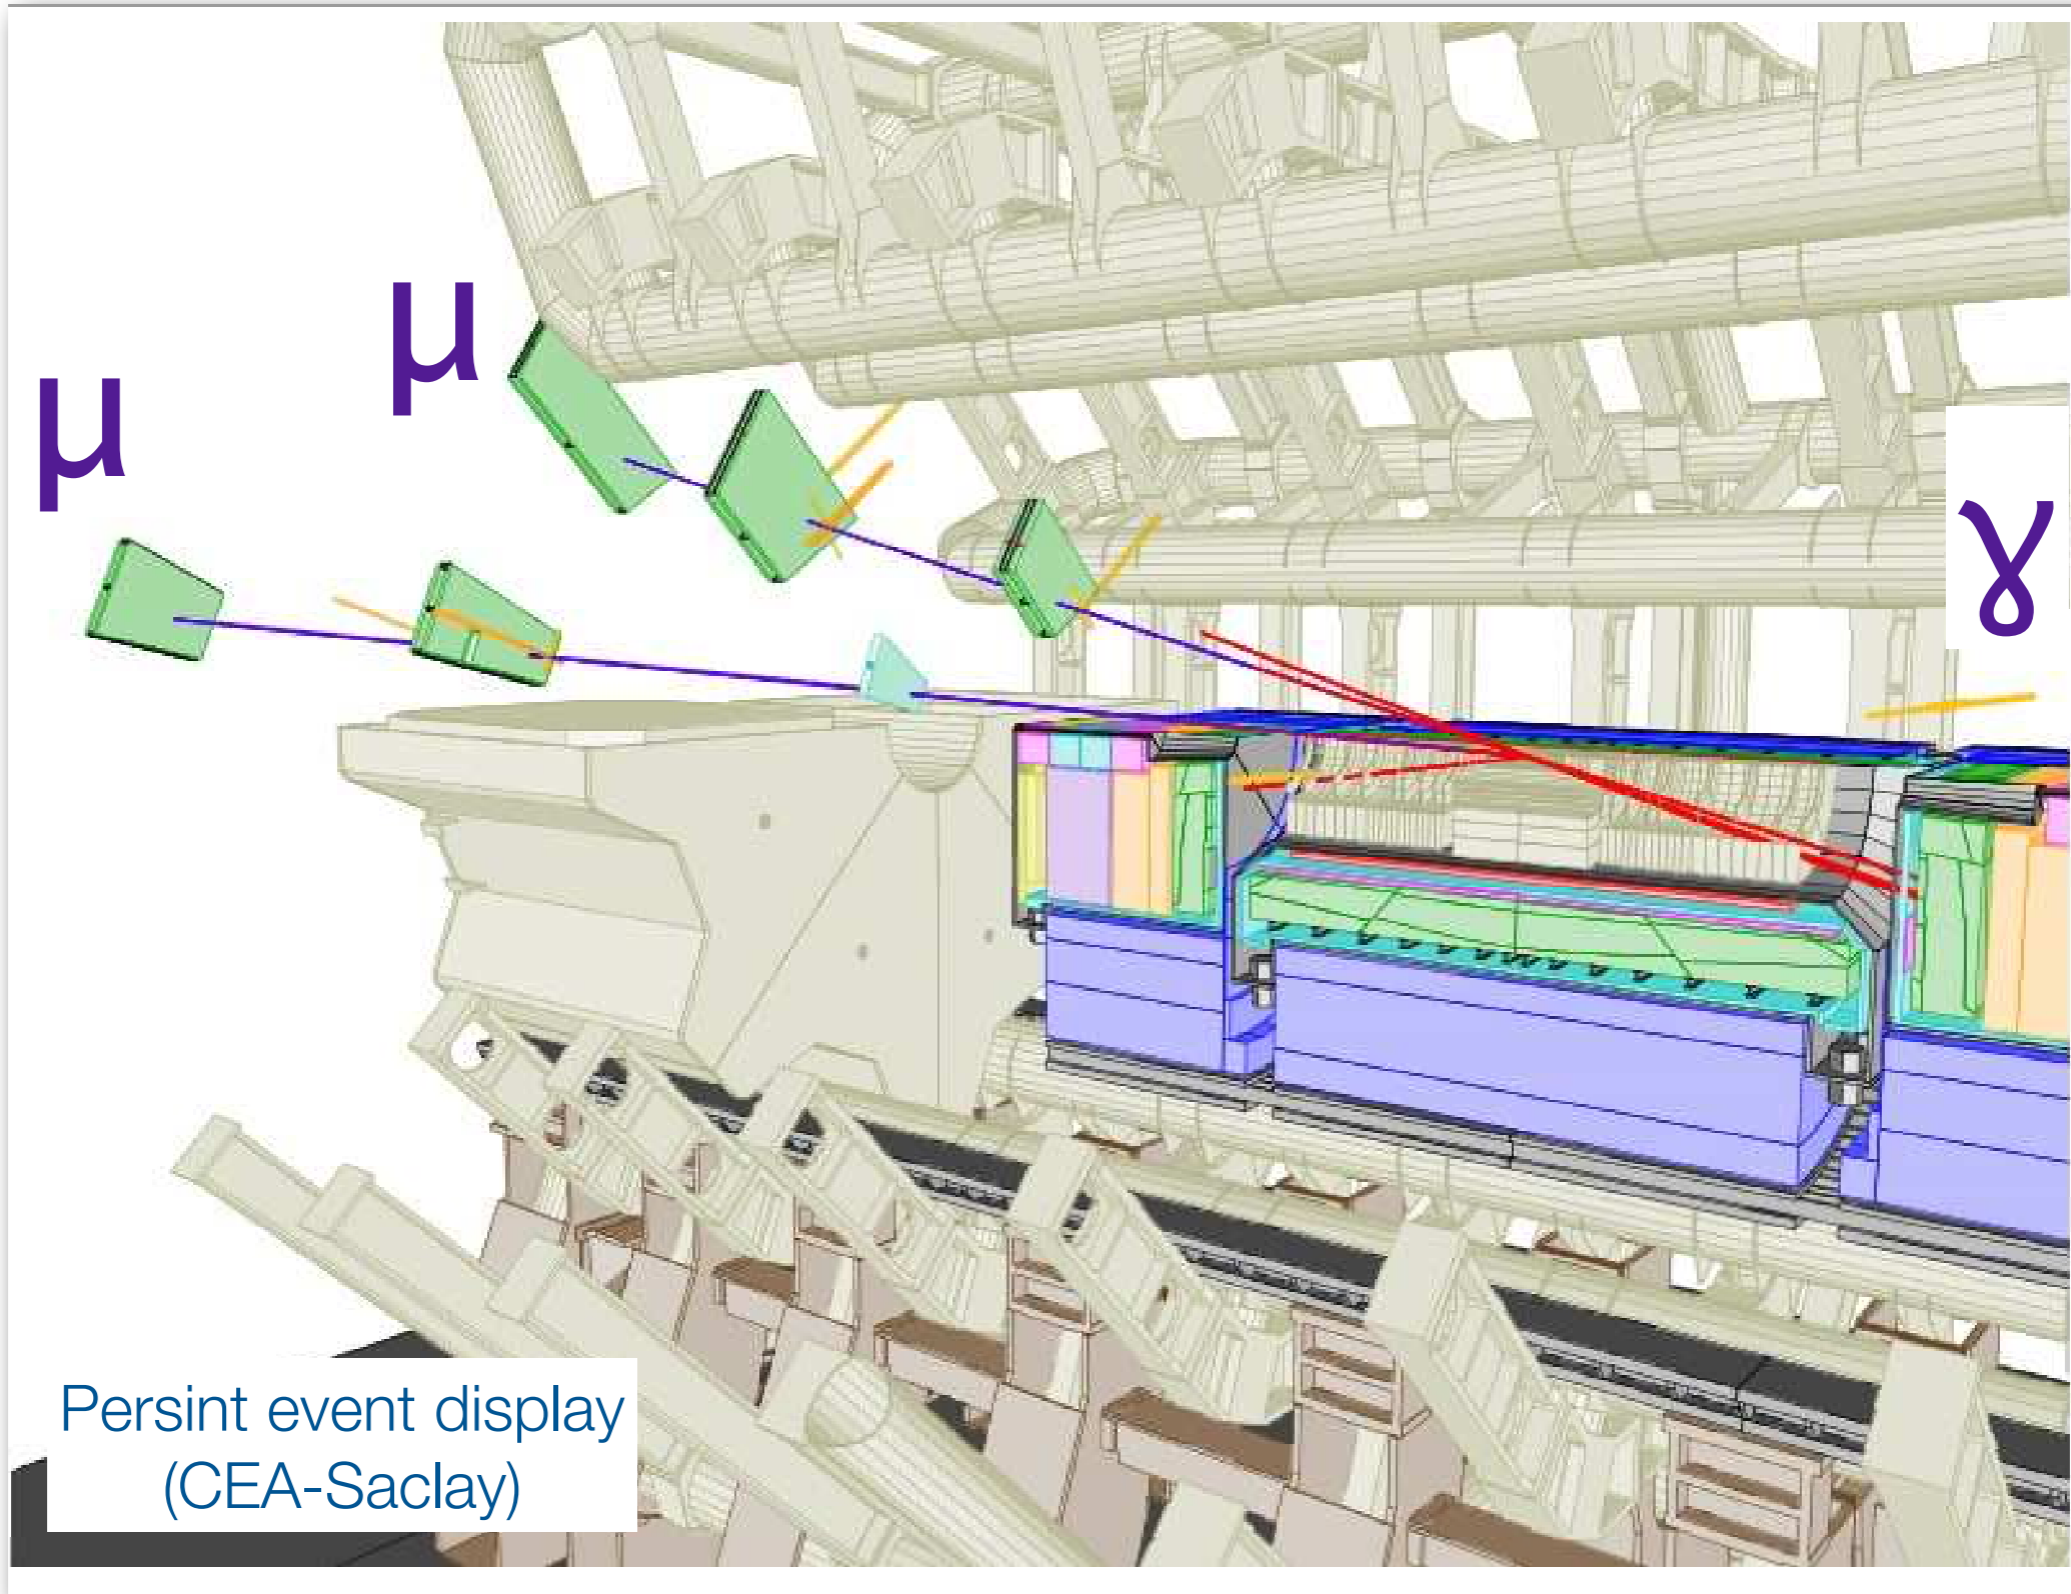 μ
μ
γ
Persint event display
(CEA-Saclay)